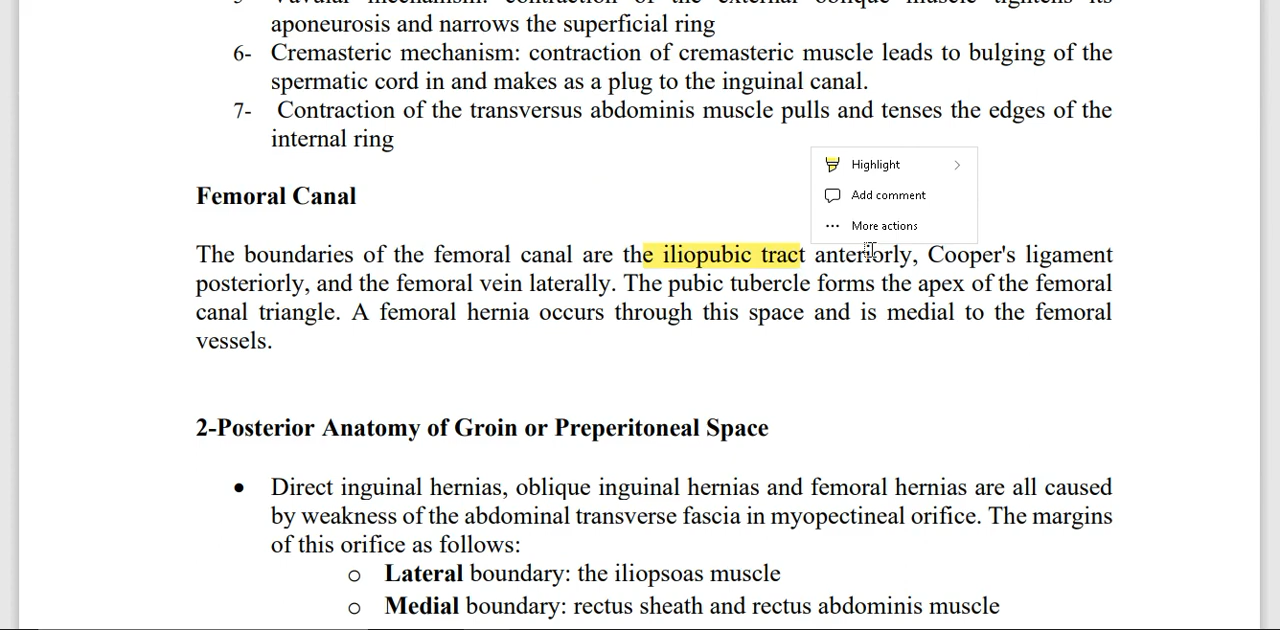 aponeurosis and narrows the superficial ring
6- Cremasteric mechanism: contraction of cremasteric muscle leads to bulging of the
spermatic cord in and makes as a plug to the inguinal canal.
7- Contraction of the transversus abdominis muscle pulls and tenses the edges of the
internal ring
Highlight
Add comment
More actions
Femoral Canal
The boundaries of the femoral canal are the iliopubic tract anteriorly, Cooper's ligament
posteriorly, and the femoral vein laterally. The pubic tubercle forms the apex of the femoral
canal triangle. A femoral hernia occurs through this space and is medial to the femoral
vessels.
2-Posterior Anatomy of Groin or Preperitoneal Space
• Direct inguinal hernias, oblique inguinal hernias and femoral hernias are all caused
by weakness of the abdominal transverse fascia in myopectineal orifice. The margins
of this orifice as follows:
o Lateral boundary: the iliopsoas muscle
o Medial boundary: rectus sheath and rectus abdominis muscle